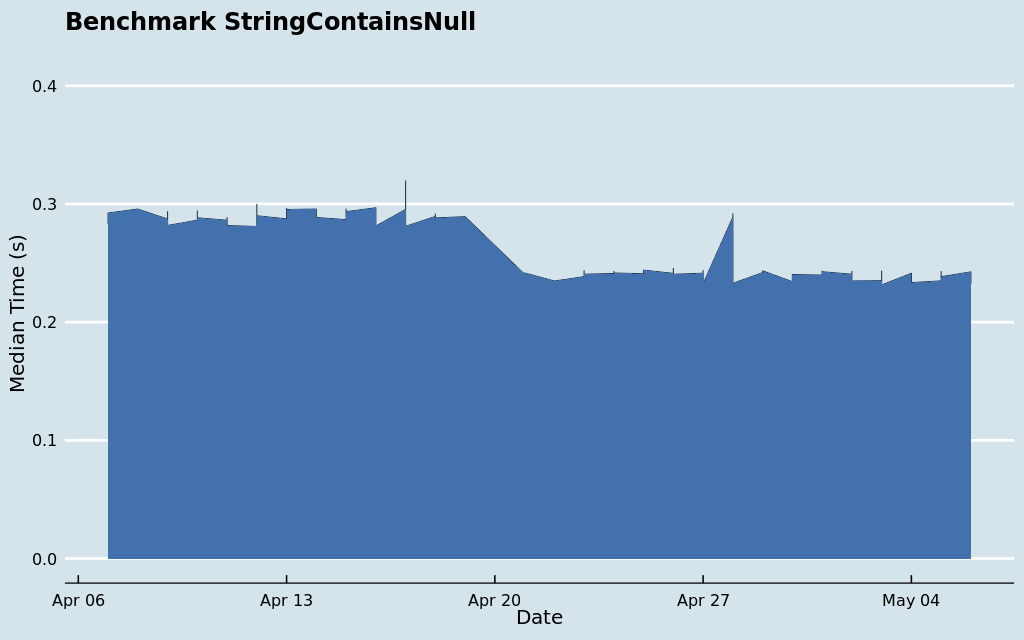 Benchmark StringContainsNull
Median Time (s)
0.4
0.3
0.2
0.1
0.0
Apr 06 Apr 13 Apr 20 Apr 27 May 04
Date